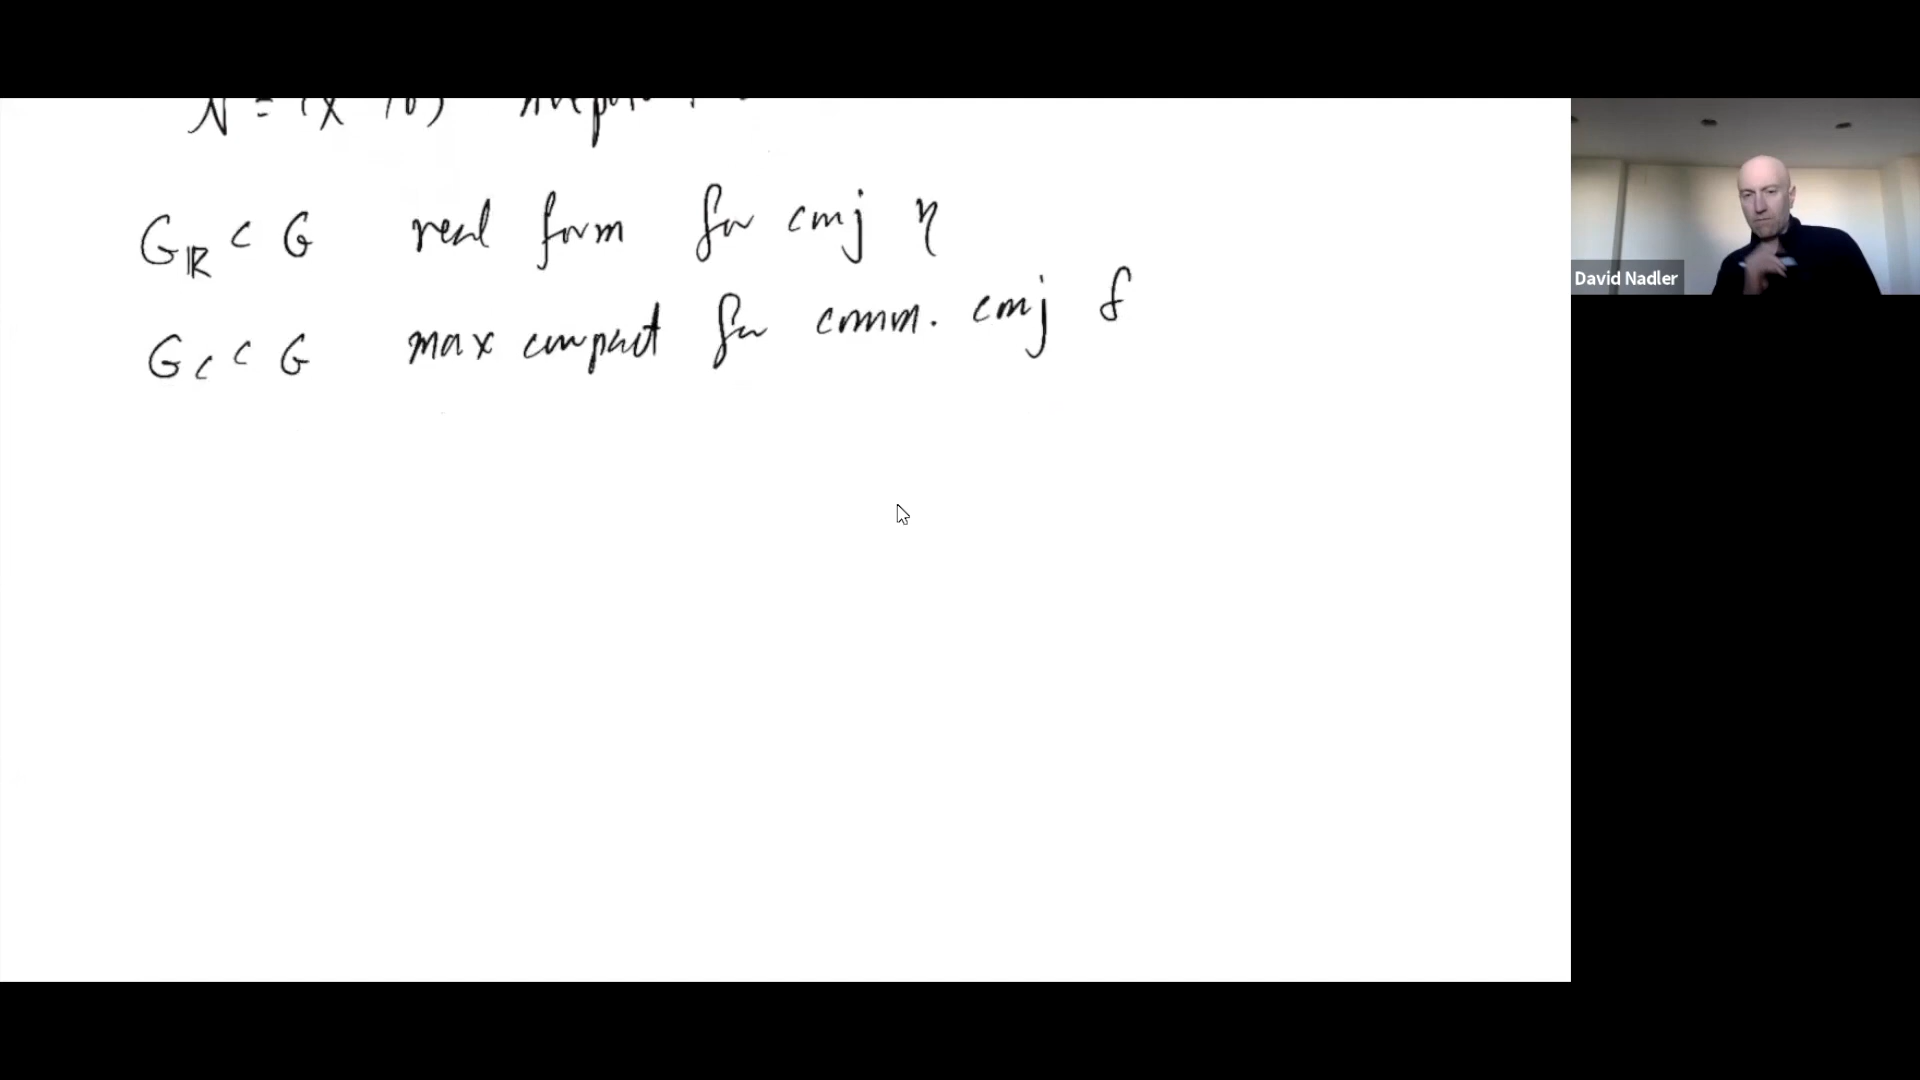 N =
G_ℝ ⊂ G real form for conj η
G_c ⊂ G max compact for comm. conj δ
David Nadler